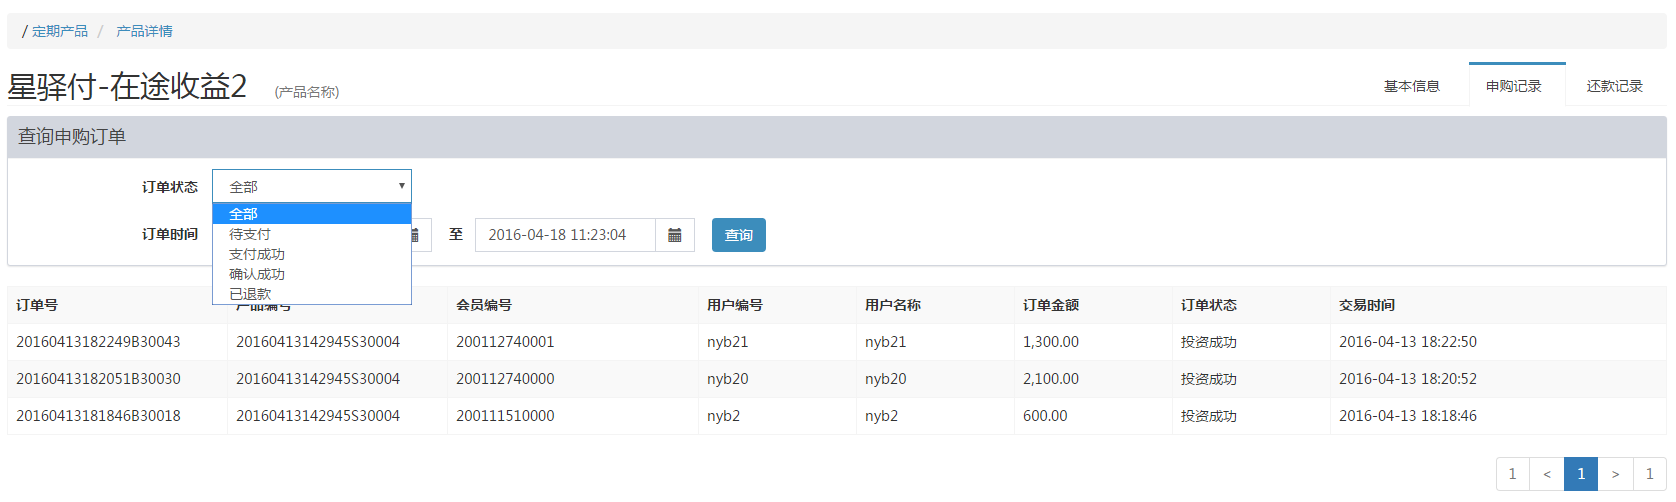 / 定期产品 / 产品详情
星驿付-在途收益2 (产品名称) 基本信息 申购记录 还款记录
查询申购订单
订单状态 全部
全部
待支付
支付成功
确认成功
已退款
订单时间 至 2016-04-18 11:23:04 查询
订单号 产品编号 会员编号 用户编号 用户名称 订单金额 订单状态 交易时间
20160413182249B30043 20160413142945S30004 200112740001 nyb21 nyb21 1,300.00 投资成功 2016-04-13 18:22:50
20160413182051B30030 20160413142945S30004 200112740000 nyb20 nyb20 2,100.00 投资成功 2016-04-13 18:20:52
20160413181846B30018 20160413142945S30004 200111510000 nyb2 nyb2 600.00 投资成功 2016-04-13 18:18:46
1 < 1 > 1